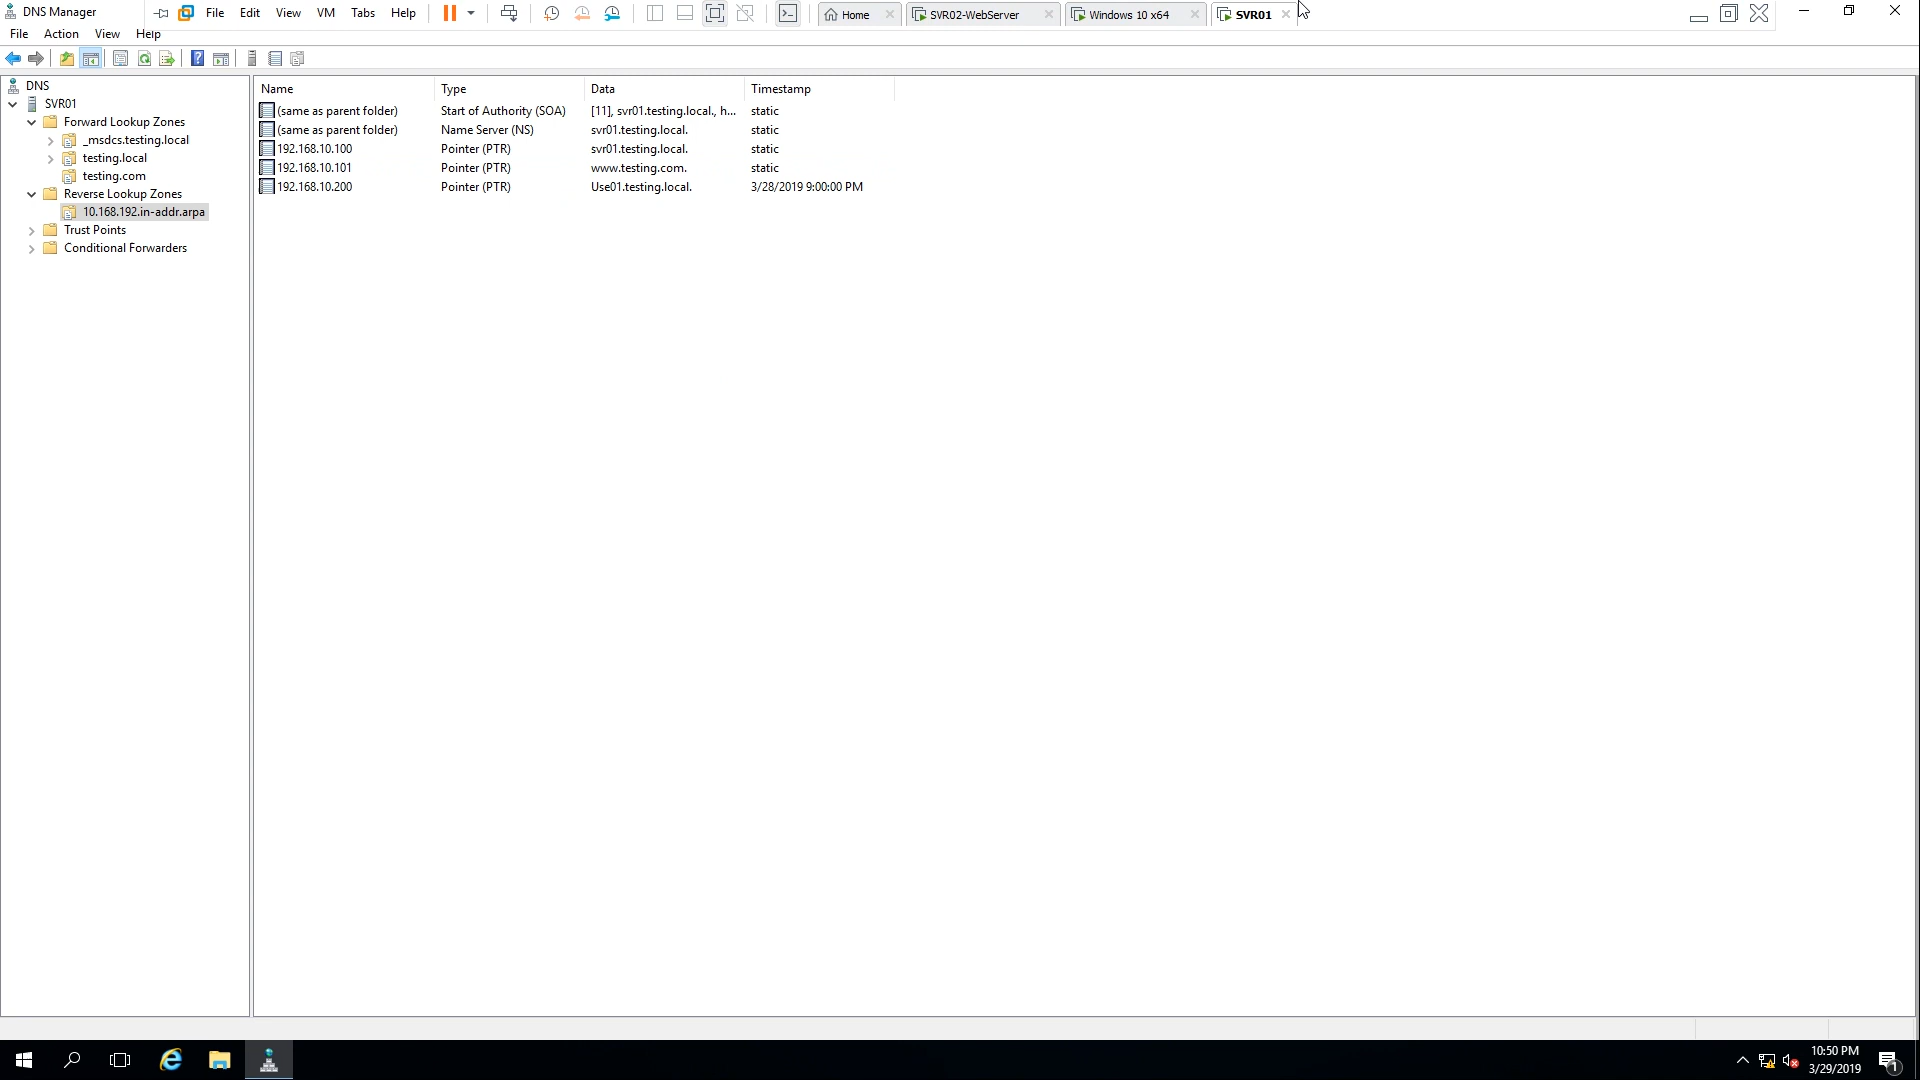 DNS Manager
File Edit View VM Tabs Help
Home
SVR02-WebServer
Windows 10 x64
SVR01
File Action View Help
DNS
SVR01
Forward Lookup Zones
_msdcs.testing.local
testing.local
testing.com
Reverse Lookup Zones
10.168.192.in-addr.arpa
Trust Points
Conditional Forwarders
Name Type Data Timestamp
(same as parent folder) Start of Authority (SOA) [11], svr01.testing.local., h... static
(same as parent folder) Name Server (NS) svr01.testing.local. static
192.168.10.100 Pointer (PTR) svr01.testing.local. static
192.168.10.101 Pointer (PTR) www.testing.com. static
192.168.10.200 Pointer (PTR) Use01.testing.local. 3/28/2019 9:00:00 PM
10:50 PM
3/29/2019
1